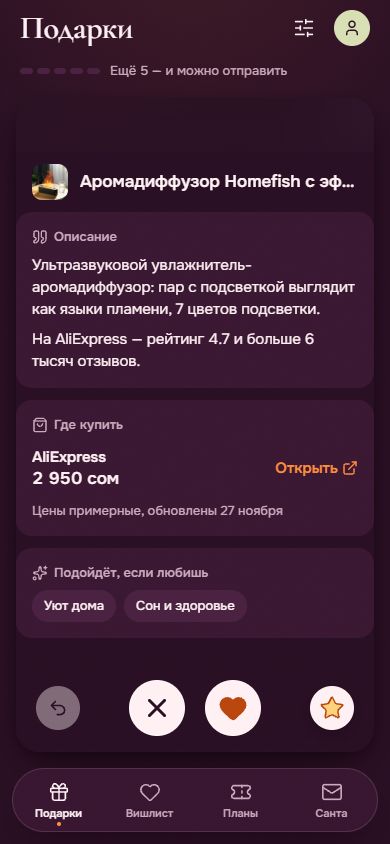 Подарки
Ещё 5 — и можно отправить
Аромадиффузор Homefish с эф...
Описание
Ультразвуковой увлажнитель-
аромадиффузор: пар с подсветкой выглядит
как языки пламени, 7 цветов подсветки.
На AliExpress — рейтинг 4.7 и больше 6
тысяч отзывов.
Где купить
AliExpress
2 950 сом
Открыть
Цены примерные, обновлены 27 ноября
Подойдёт, если любишь
Уют дома
Сон и здоровье
Подарки
Вишлист
Планы
Санта